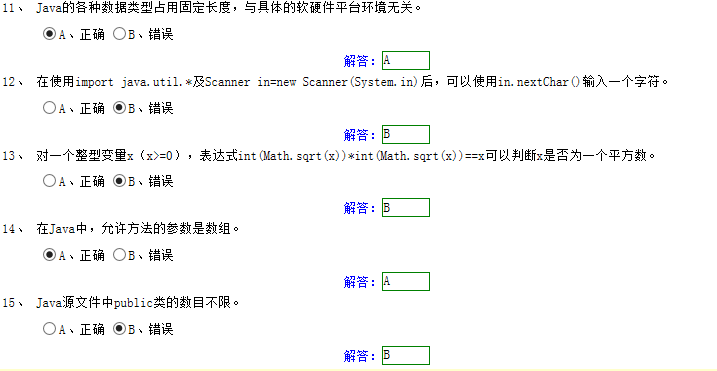 11、 Java的各种数据类型占用固定长度，与具体的软硬件平台环境无关。
A、正确 B、错误
解答：A
12、 在使用import java.util.*及Scanner in=new Scanner(System.in)后，可以使用in.nextChar()输入一个字符。
A、正确 B、错误
解答：B
13、 对一个整型变量x（x>=0），表达式int(Math.sqrt(x))*int(Math.sqrt(x))==x可以判断x是否为一个平方数。
A、正确 B、错误
解答：B
14、 在Java中，允许方法的参数是数组。
A、正确 B、错误
解答：A
15、 Java源文件中public类的数目不限。
A、正确 B、错误
解答：B